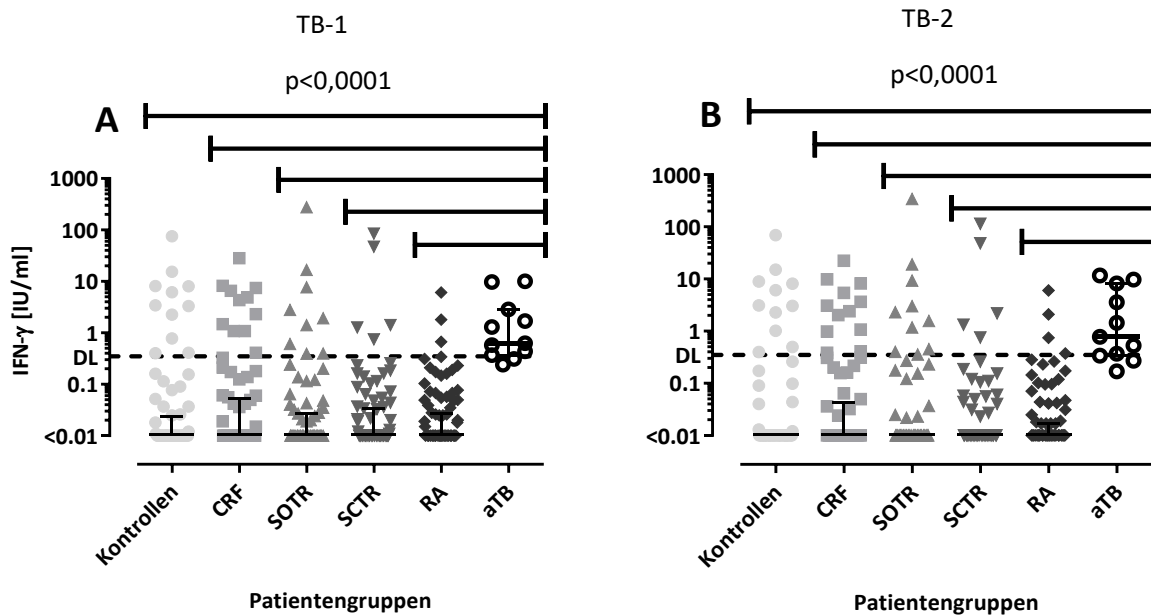 TB-1
p<0,0001
A
IFN-γ [IU/ml]
1000
100
10
1
DL
0.1
<0.01
Kontrollen
CRF
SOTR
SCTR
RA
aTB
Patientengruppen
TB-2
p<0,0001
B
1000
100
10
1
DL
0.1
<0.01
Kontrollen
CRF
SOTR
SCTR
RA
aTB
Patientengruppen